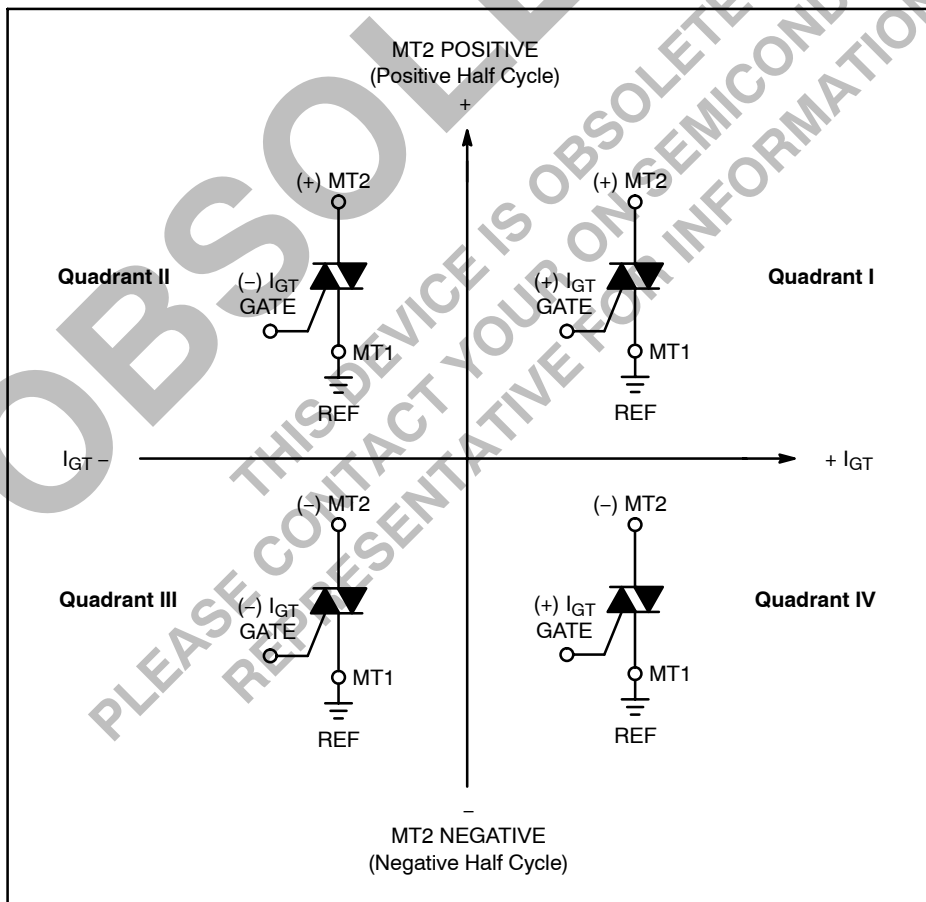 MT2 POSITIVE
(Positive Half Cycle)
+
(+) MT2
Quadrant II
(–) IGT
GATE
MT1
REF
(+) MT2
(+) IGT
GATE
Quadrant I
MT1
REF
IGT –
+ IGT
(–) MT2
Quadrant III
(–) IGT
GATE
MT1
REF
(–) MT2
(+) IGT
GATE
Quadrant IV
MT1
REF
–
MT2 NEGATIVE
(Negative Half Cycle)
THIS DEVICE IS OBSOLETE
PLEASE CONTACT YOUR ON
REPRESENTATIVE FOR INFORMATION